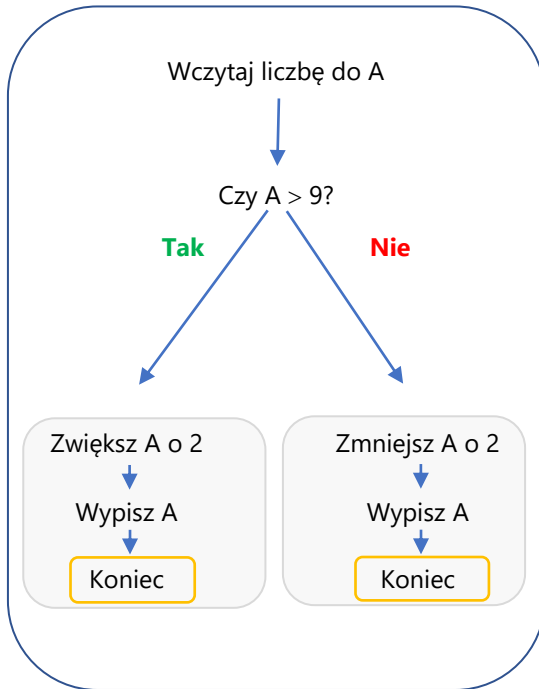 Wczytaj liczbę do A
Czy A > 9?
Tak
Nie
Zwiększ A o 2
Wypisz A
Koniec
Zmniejsz A o 2
Wypisz A
Koniec